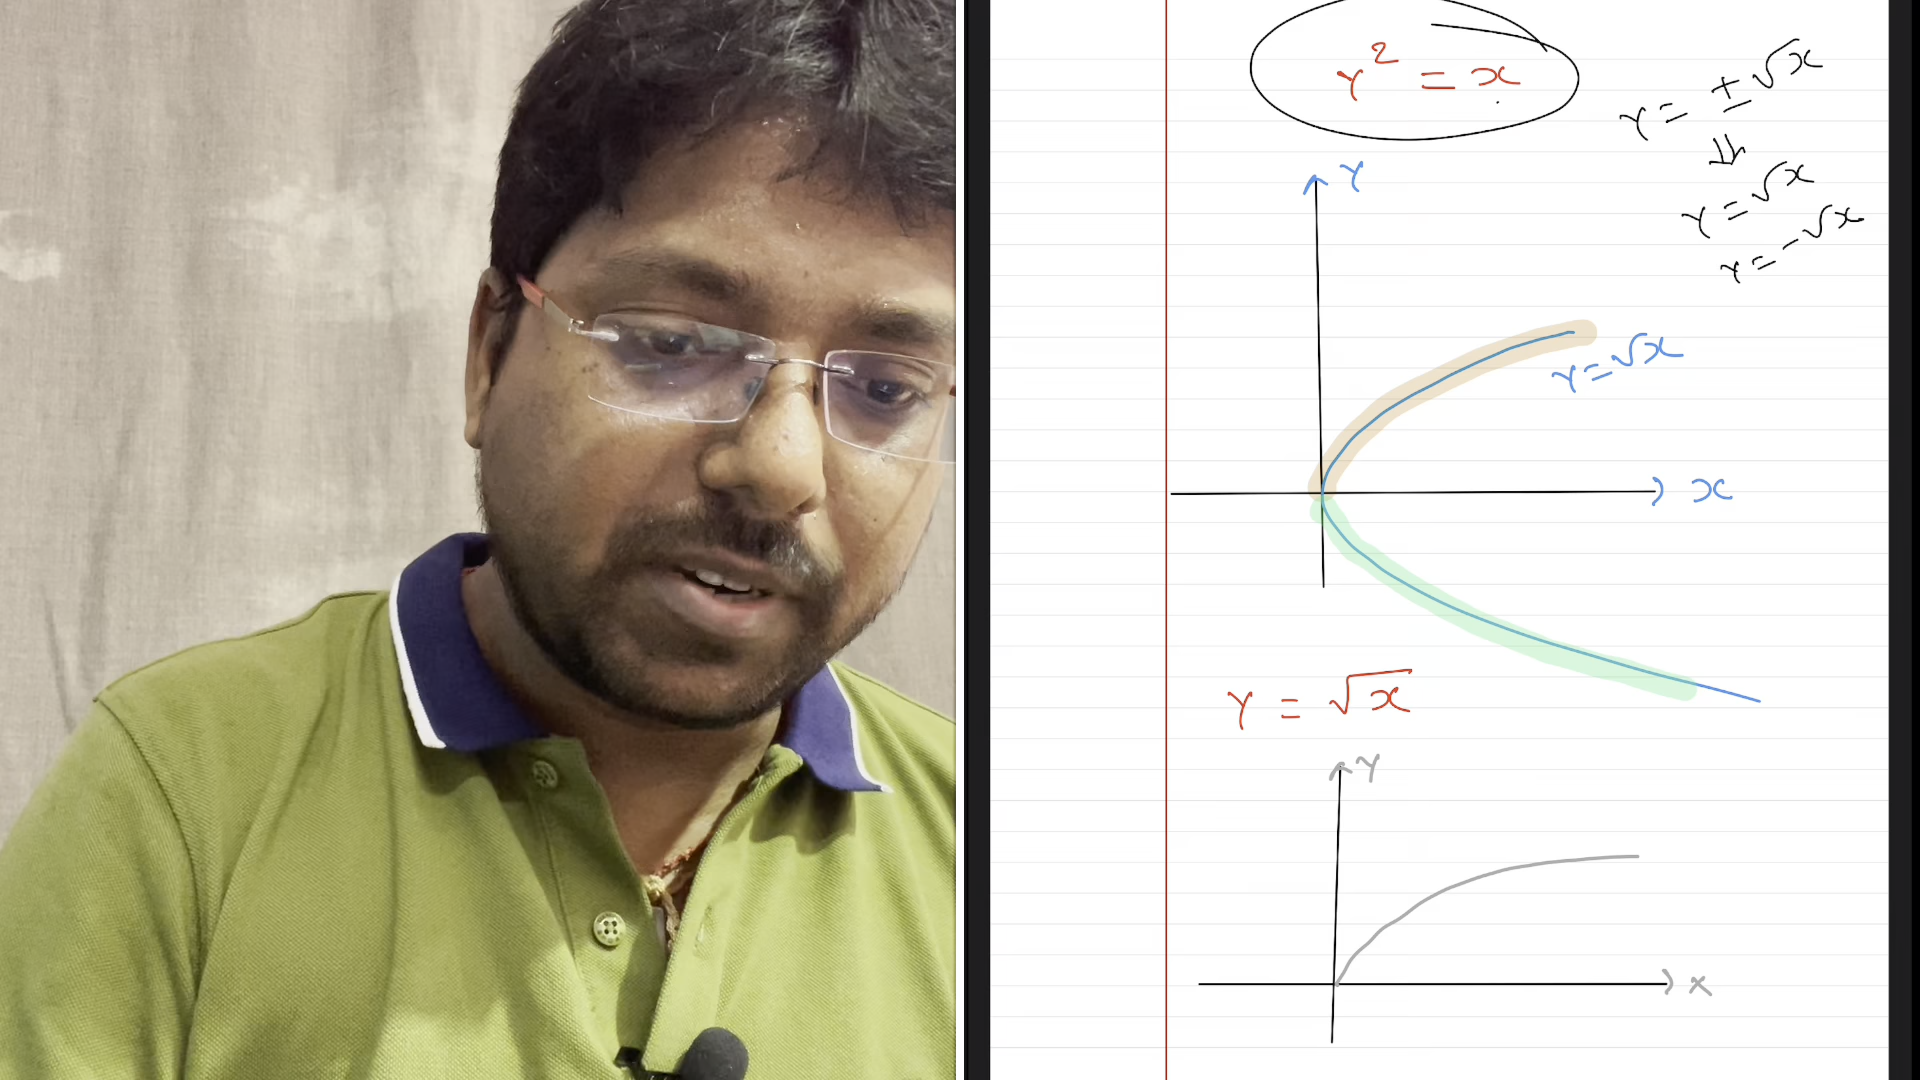 Y² = x
Y = ± √x
⇓
Y = √x
Y = -√x
Y
Y = √x
x
Y = √x
Y
x